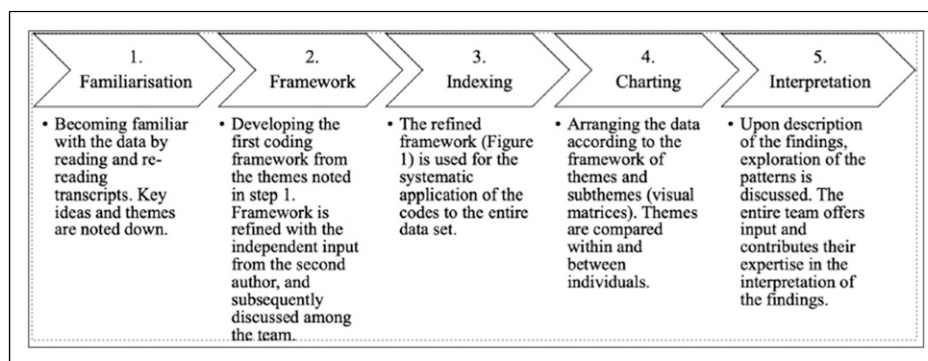 1.
Familiarisation
2.
Framework
3.
Indexing
4.
Charting
5.
Interpretation
• Becoming familiar
with the data by
reading and re-
reading
transcripts. Key
ideas and themes
are noted down.
• Developing the
first coding
framework from
the themes noted
in step 1.
Framework is
refined with the
independent input
from the second
author, and
subsequently
discussed among
the team.
• The refined
framework (Figure
1) is used for the
systematic
application of the
codes to the entire
data set.
• Arranging the data
according to the
framework of
themes and
subthemes (visual
matrices). Themes
are compared
within and
between
individuals.
• Upon description
of the findings,
exploration of the
patterns is
discussed. The
entire team offers
input and
contributes their
expertise in the
interpretation of
the findings.